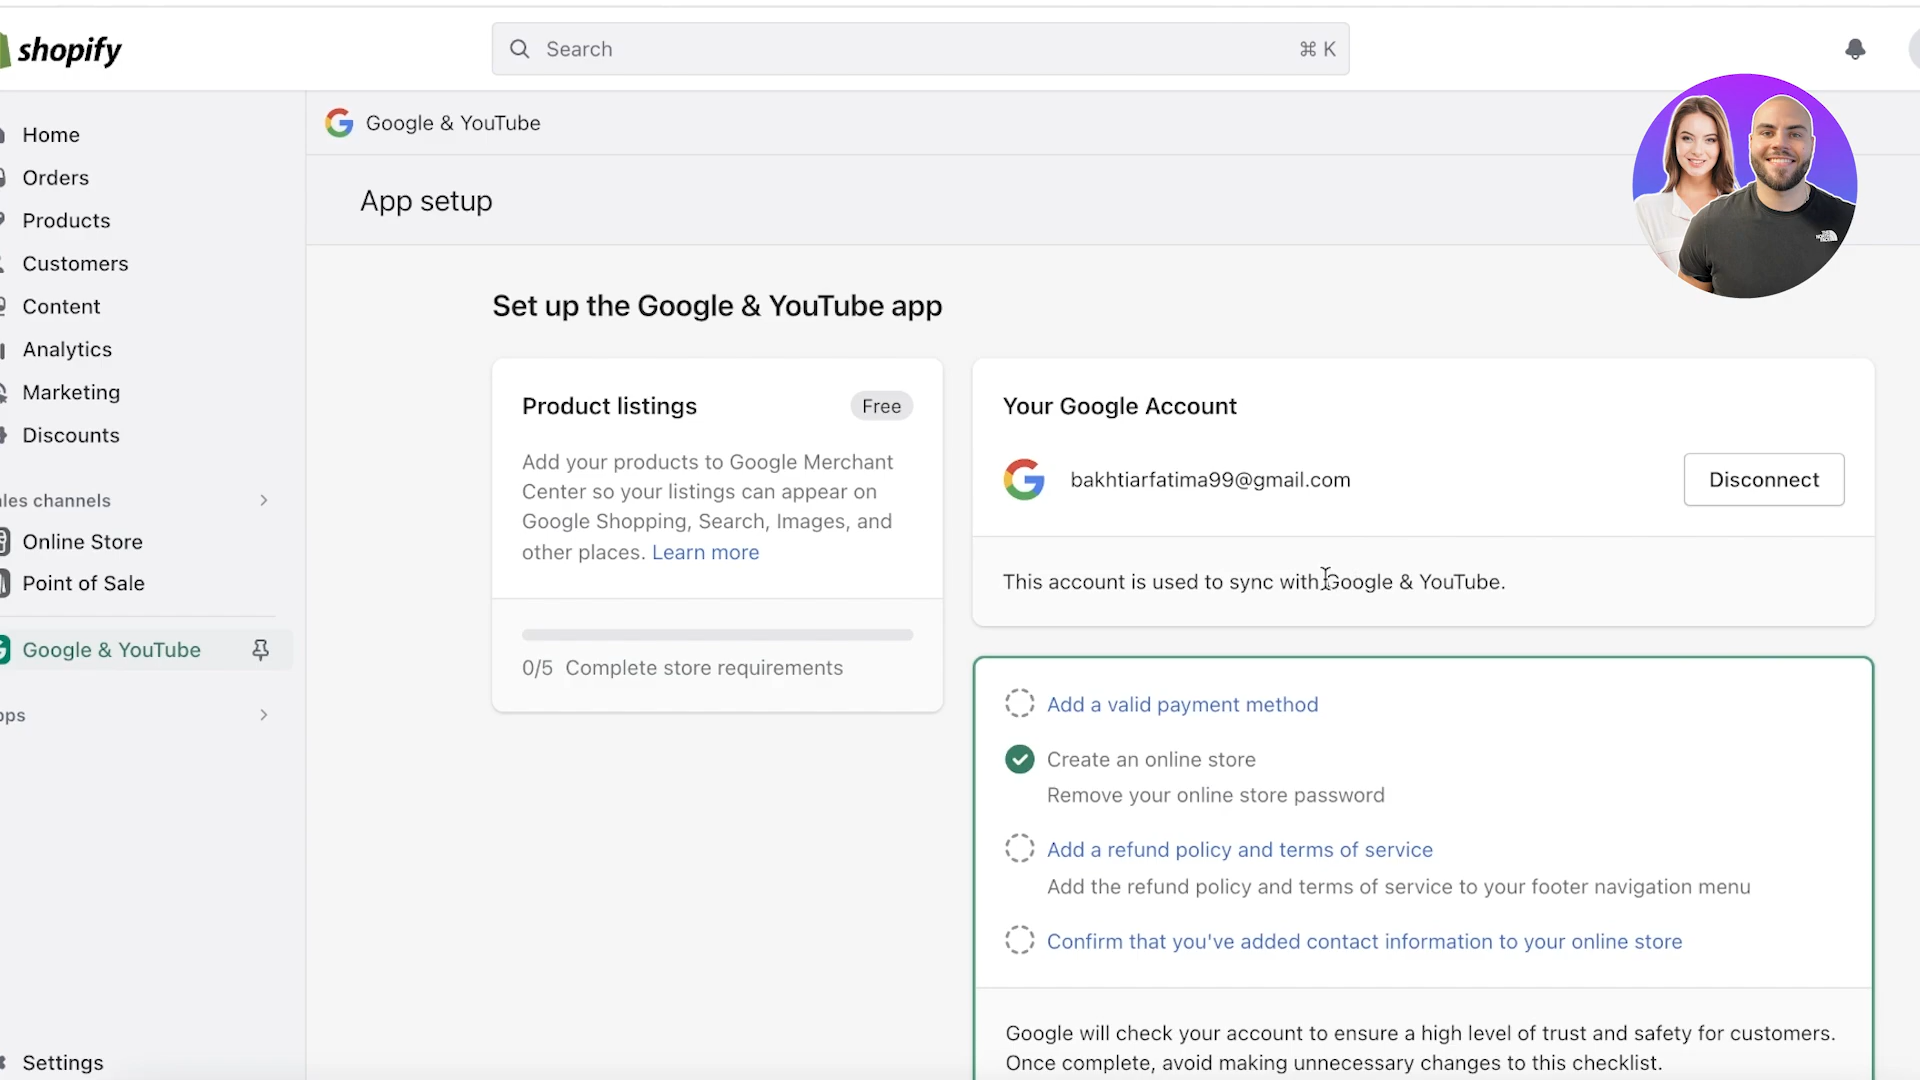 shopify
Search
⌘ K
Home
Orders
Products
Customers
Content
Analytics
Marketing
Discounts
les channels
Online Store
Point of Sale
Google & YouTube
ps
Settings
Google & YouTube
App setup
Set up the Google & YouTube app
Product listings
Free
Add your products to Google Merchant
Center so your listings can appear on
Google Shopping, Search, Images, and
other places. Learn more
0/5 Complete store requirements
Your Google Account
bakhtiarfatima99@gmail.com
Disconnect
This account is used to sync with Google & YouTube.
Add a valid payment method
Create an online store
Remove your online store password
Add a refund policy and terms of service
Add the refund policy and terms of service to your footer navigation menu
Confirm that you've added contact information to your online store
Google will check your account to ensure a high level of trust and safety for customers.
Once complete, avoid making unnecessary changes to this checklist.